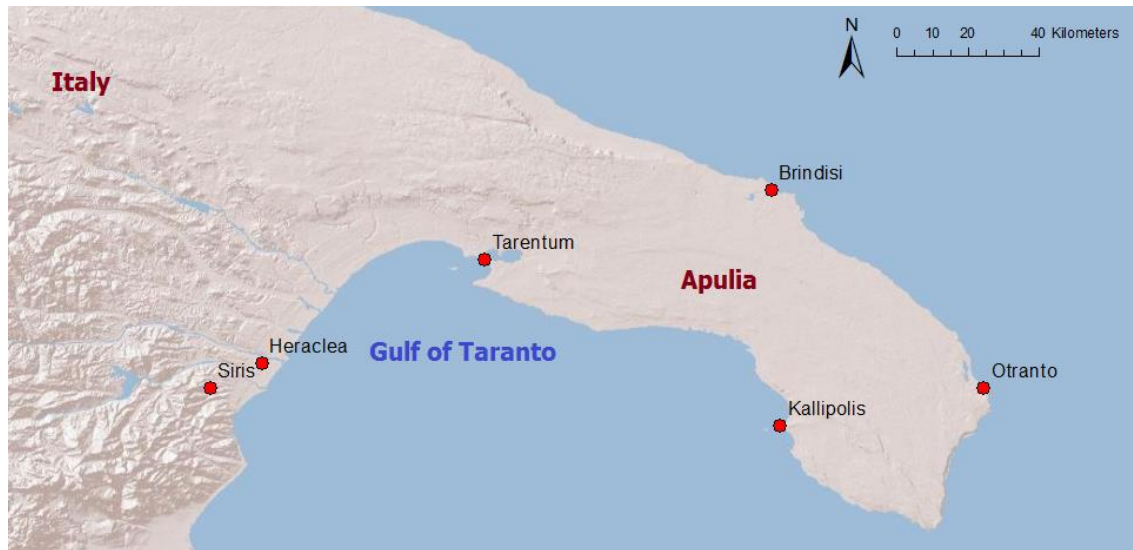 N
0 10 20 40 Kilometers
Italy
Brindisi
Tarentum
Apulia
Heraclea
Gulf of Taranto
Siris
Otranto
Kallipolis